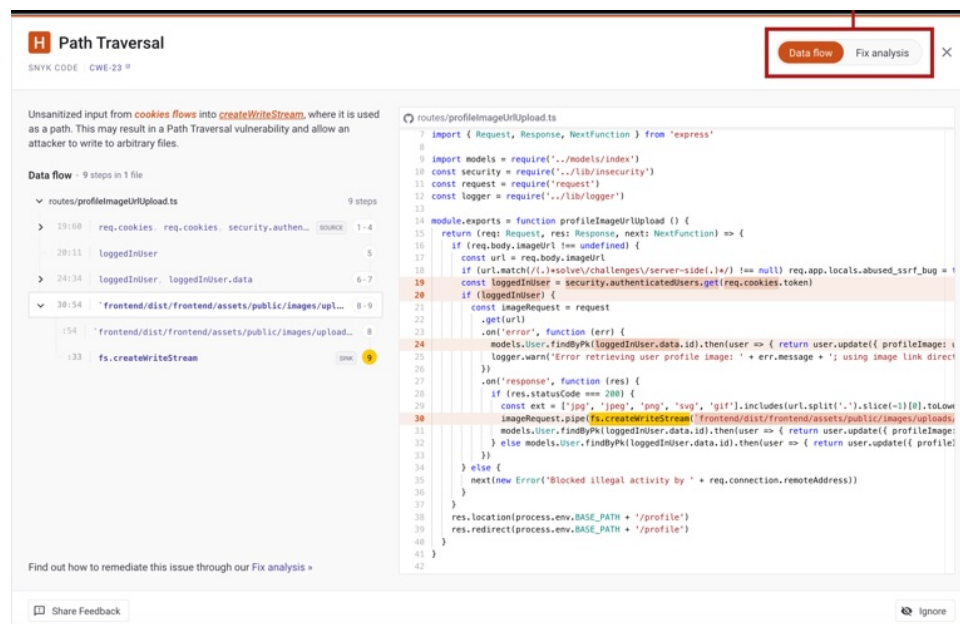 H Path Traversal
SNYK CODE CWE-23
Data flow Fix analysis
Unsanitized input from cookies flows into createWriteStream, where it is used
as a path. This may result in a Path Traversal vulnerability and allow an
attacker to write to arbitrary files.
Data flow - 9 steps in 1 file
routes/profileImageUrlUpload.ts 9 steps
19:60 req.cookies, req.cookies, security.authen… SOURCE 1-4
20:11 loggedInUser 5
24:34 loggedInUser, loggedInUser.data 6-7
30:54 `frontend/dist/frontend/assets/public/images/upl… 8-9
:54 `frontend/dist/frontend/assets/public/images/upload… 8
:33 fs.createWriteStream SINK 9
Find out how to remediate this issue through our Fix analysis »
Share Feedback
routes/profileImageUrlUpload.ts
7 import { Request, Response, NextFunction } from 'express'
8
9 import models = require('../models/index')
10 const security = require('../lib/insecurity')
11 const request = require('request')
12 const logger = require('../lib/logger')
13
14 module.exports = function profileImageUrlUpload () {
15 return (req: Request, res: Response, next: NextFunction) => {
16 if (req.body.imageUrl !== undefined) {
17 const url = req.body.imageUrl
18 if (url.match(/(.)*solve\/challenges\/server-side(.)*/) !== null) req.app.locals.abused_ssrf_bug =
19 const loggedInUser = security.authenticatedUsers.get(req.cookies.token)
20 if (loggedInUser) {
21 const imageRequest = request
22 .get(url)
23 .on('error', function (err) {
24 models.User.findByPk(loggedInUser.data.id).then(user => { return user.update({ profileImage:
25 logger.warn('Error retrieving user profile image: ' + err.message + '; using image link direct
26 })
27 .on('response', function (res) {
28 if (res.statusCode === 200) {
29 const ext = ['jpg', 'jpeg', 'png', 'svg', 'gif'].includes(url.split('.').slice(-1)[0].toLowe
30 imageRequest.pipe(fs.createWriteStream(`frontend/dist/frontend/assets/public/images/uploads/
31 models.User.findByPk(loggedInUser.data.id).then(user => { return user.update({ profileImage:
32 } else models.User.findByPk(loggedInUser.data.id).then(user => { return user.update({ profileI
33 })
34 } else {
35 next(new Error('Blocked illegal activity by ' + req.connection.remoteAddress))
36 }
37 }
38 res.location(process.env.BASE_PATH + '/profile')
39 res.redirect(process.env.BASE_PATH + '/profile')
40 }
41 }
42
Ignore